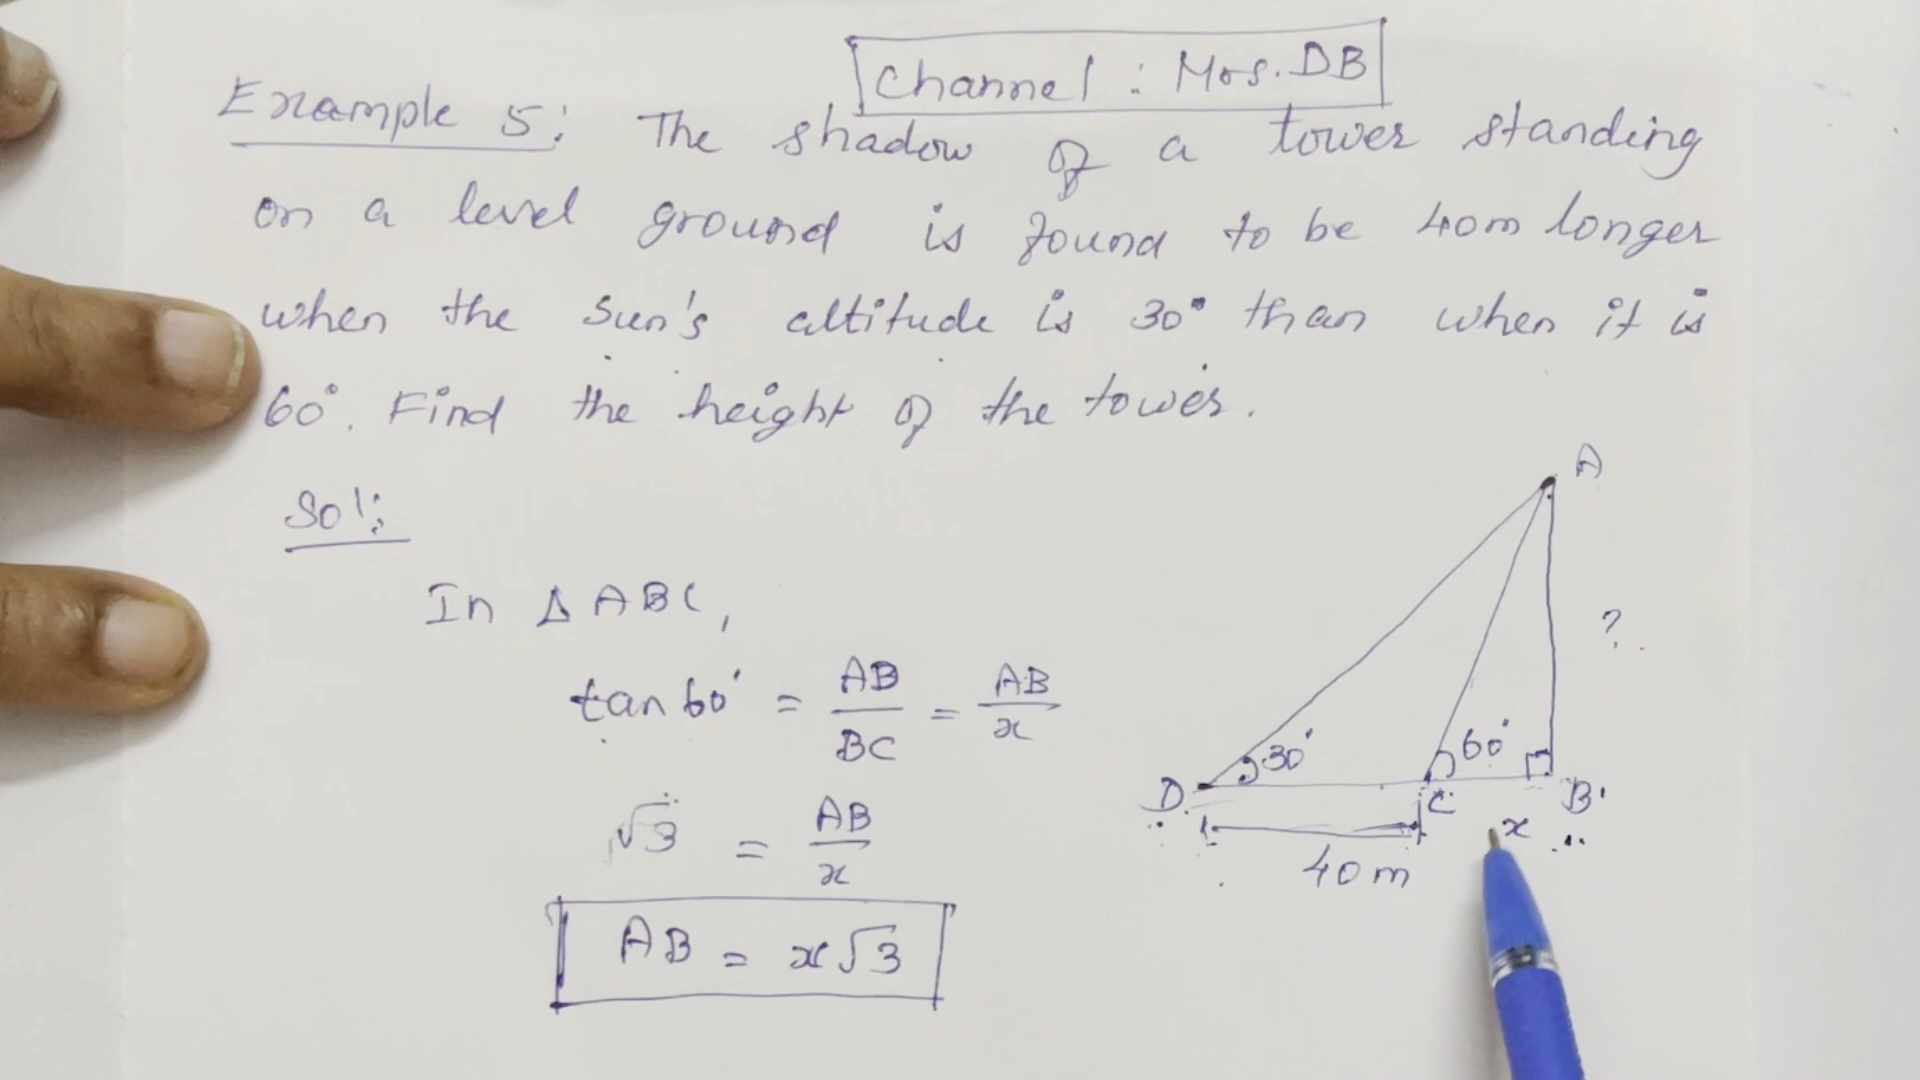 Channel : Mrs. DB
Example 5: The shadow of a tower standing
on a level ground is found to be 40m longer
when the sun's altitude is 30° than when it is
60°. Find the height of the tower.
Sol:
In Δ ABC,
tan 60° = AB/BC = AB/x
√3 = AB/x
AB = x√3
A
?
30°
60°
D
C
B
x
40m